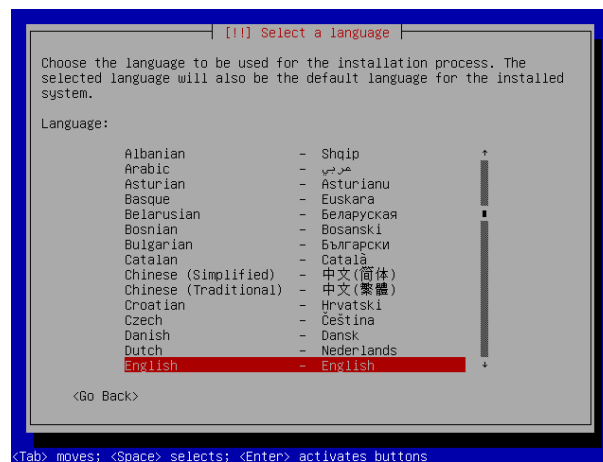 [!!] Select a language
Choose the language to be used for the installation process. The
selected language will also be the default language for the installed
system.
Language:
Albanian - Shqip
Arabic - عربي
Asturian - Asturianu
Basque - Euskara
Belarusian - Беларуская
Bosnian - Bosanski
Bulgarian - Български
Catalan - Català
Chinese (Simplified) - 中文(简体)
Chinese (Traditional) - 中文(繁體)
Croatian - Hrvatski
Czech - Čeština
Danish - Dansk
Dutch - Nederlands
English - English
<Go Back>
<Tab> moves; <Space> selects; <Enter> activates buttons